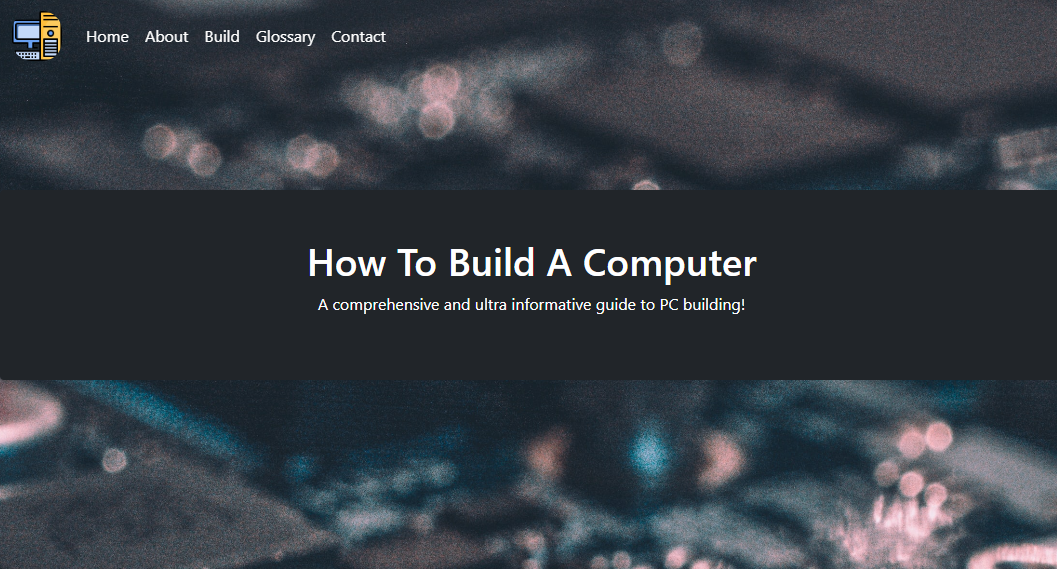 Home About Build Glossary Contact
How To Build A Computer
A comprehensive and ultra informative guide to PC building!